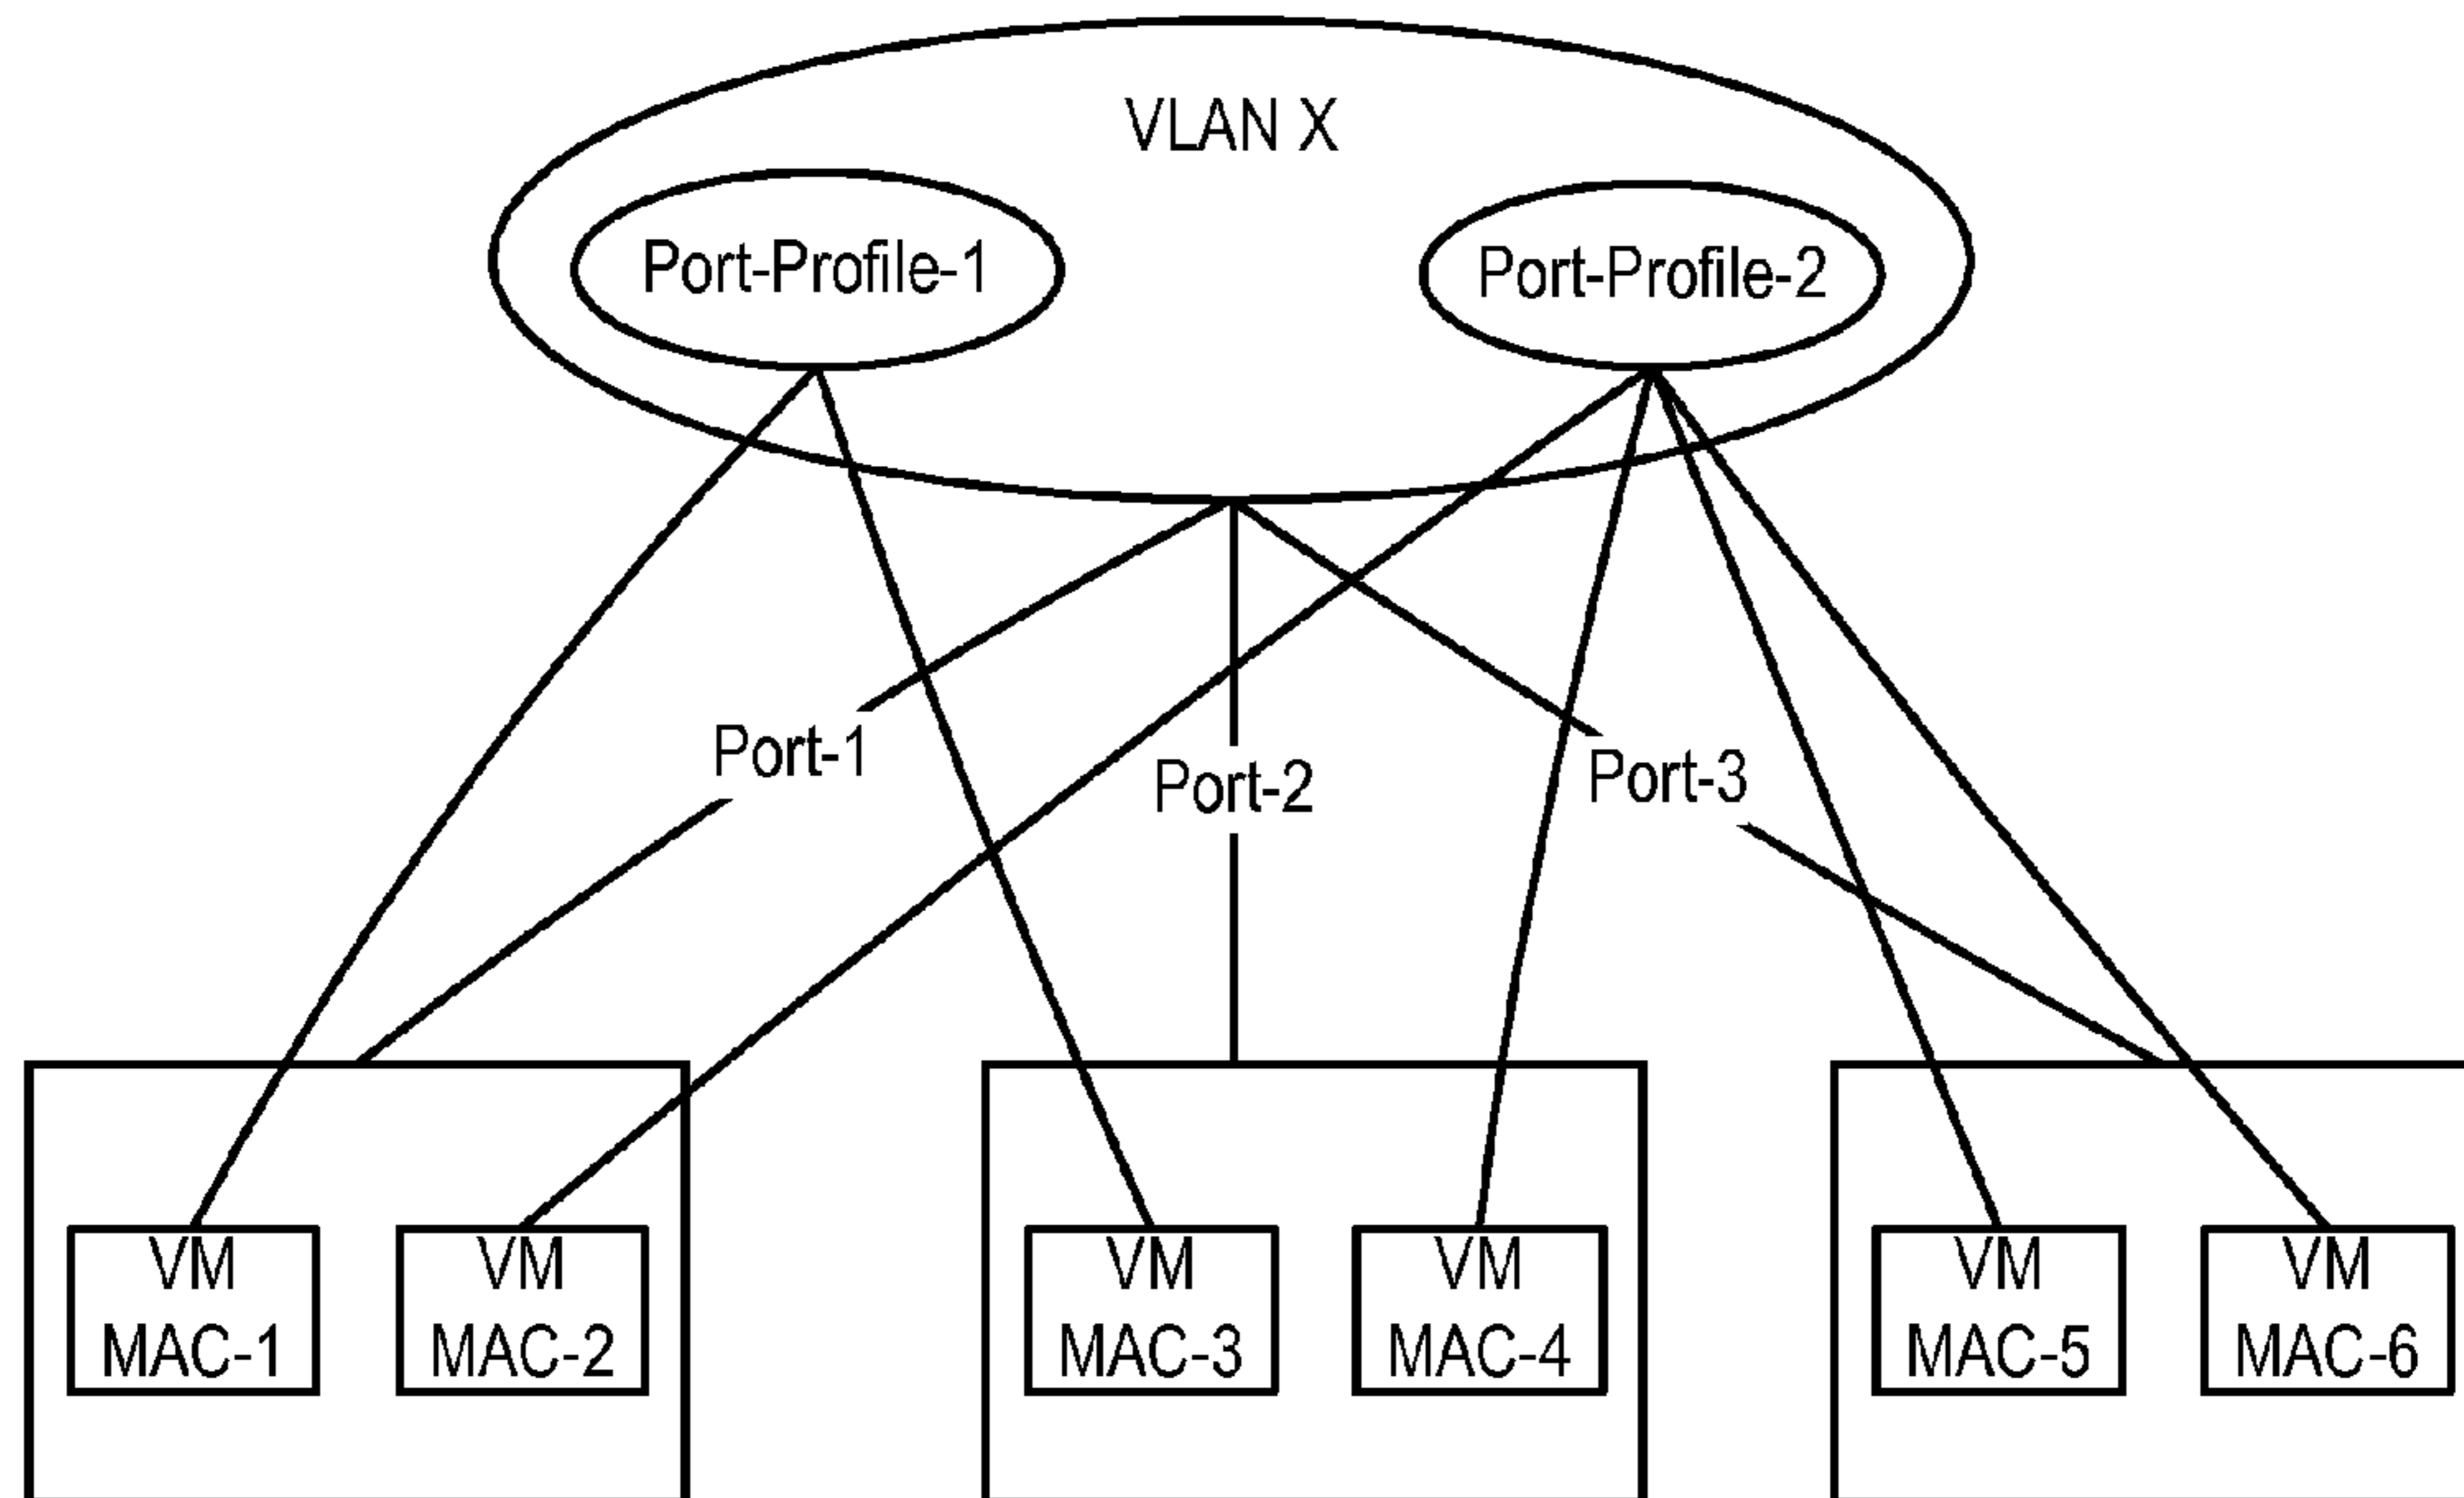 VLAN X
Port-Profile-1
Port-Profile-2
Port-1
Port-2
Port-3
VM
MAC-1
VM
MAC-2
VM
MAC-3
VM
MAC-4
VM
MAC-5
VM
MAC-6